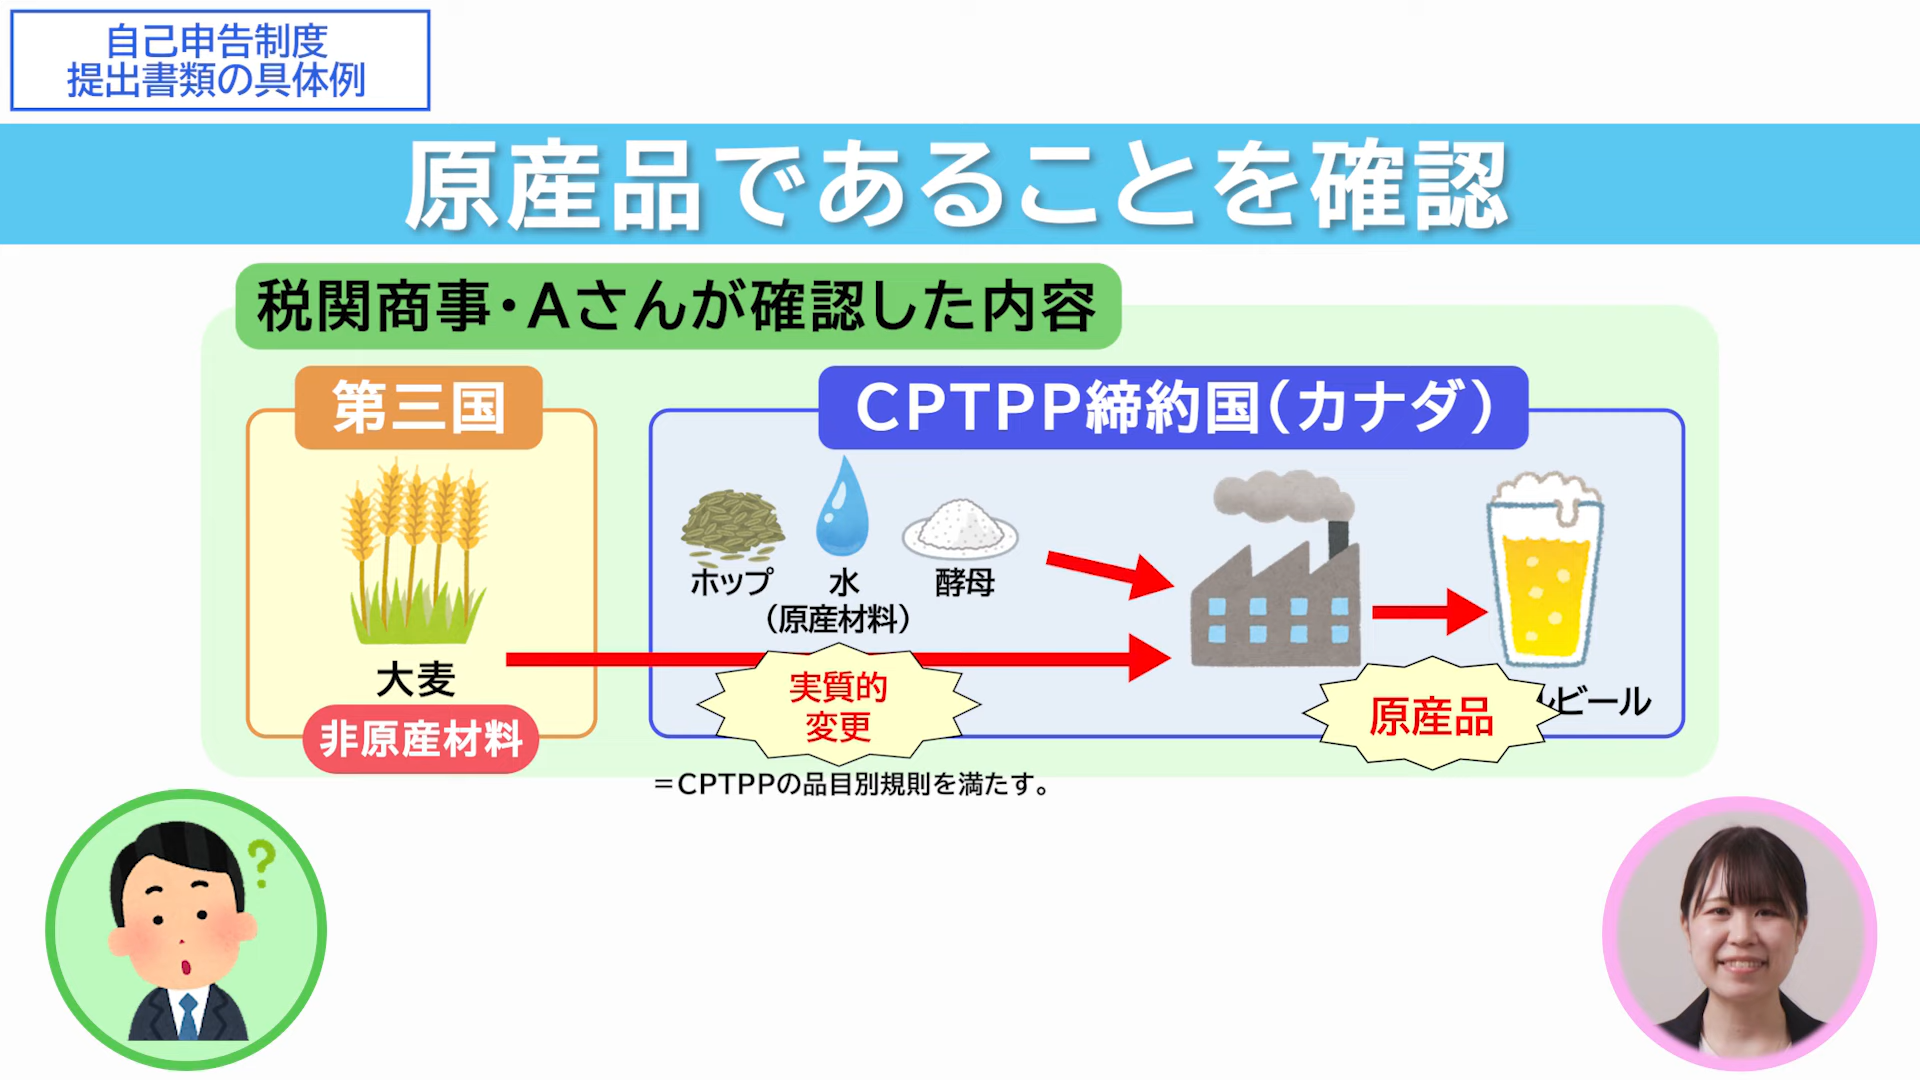 自己申告制度
提出書類の具体例
原産品であることを確認
税関商事・Aさんが確認した内容
第三国
CPTPP締約国(カナダ)
ホップ
水
酵母
(原産材料)
大麦
非原産材料
実質的
変更
原産品
ルビール
=CPTPPの品目別規則を満たす。
?